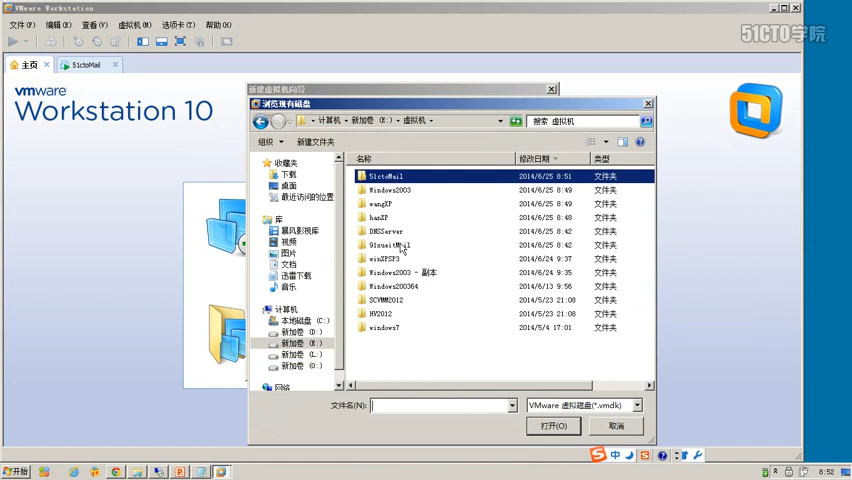 VMware Workstation
文件(F) 编辑(E) 查看(V) 虚拟机(M) 选项卡(T) 帮助(H)
51CTO学院
主页 51ctoMail
vmware
Workstation 10
新建虚拟机向导
浏览现有磁盘
计算机 新加卷 (E:) 虚拟机 搜索 虚拟机
组织 新建文件夹
收藏夹
下载
桌面
最近访问的位置
库
暴风影视库
视频
图片
文档
迅雷下载
音乐
计算机
本地磁盘 (C:)
新加卷 (D:)
新加卷 (E:)
新加卷 (L:)
新加卷 (O:)
网络
名称 修改日期 类型
51ctoMail 2014/6/25 8:51 文件夹
Windows2003 2014/6/25 8:49 文件夹
wangXP 2014/6/25 8:49 文件夹
hanXP 2014/6/25 8:48 文件夹
DNSServer 2014/6/25 8:42 文件夹
91xueitMail 2014/6/25 8:42 文件夹
winXPSP3 2014/6/24 9:37 文件夹
Windows2003 - 副本 2014/6/24 9:35 文件夹
Windows200364 2014/6/13 9:56 文件夹
SCVMM2012 2014/5/23 21:08 文件夹
HV2012 2014/5/23 21:08 文件夹
windows7 2014/5/4 17:01 文件夹
文件名(N): VMware 虚拟磁盘(*.vmdk)
打开(O) 取消
中
开始 8:52